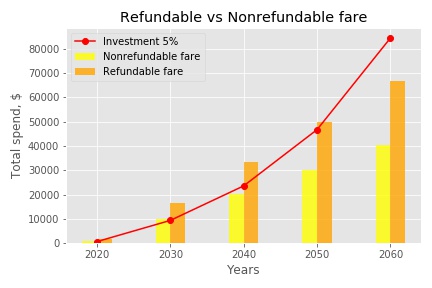 Refundable vs Nonrefundable fare
Investment 5%
Nonrefundable fare
Refundable fare
Total spend, $
80000
70000
60000
50000
40000
30000
20000
10000
0
2020 2030 2040 2050 2060
Years